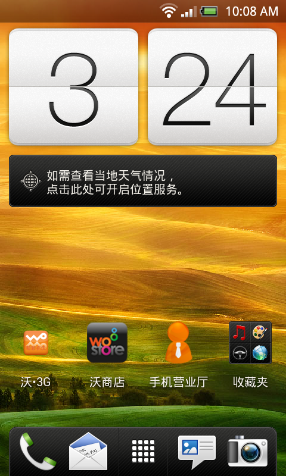 10:08 AM
3 24
如需查看当地天气情况，
点击此处可开启位置服务。
wo
wo
store
沃·3G 沃商店 手机营业厅 收藏夹